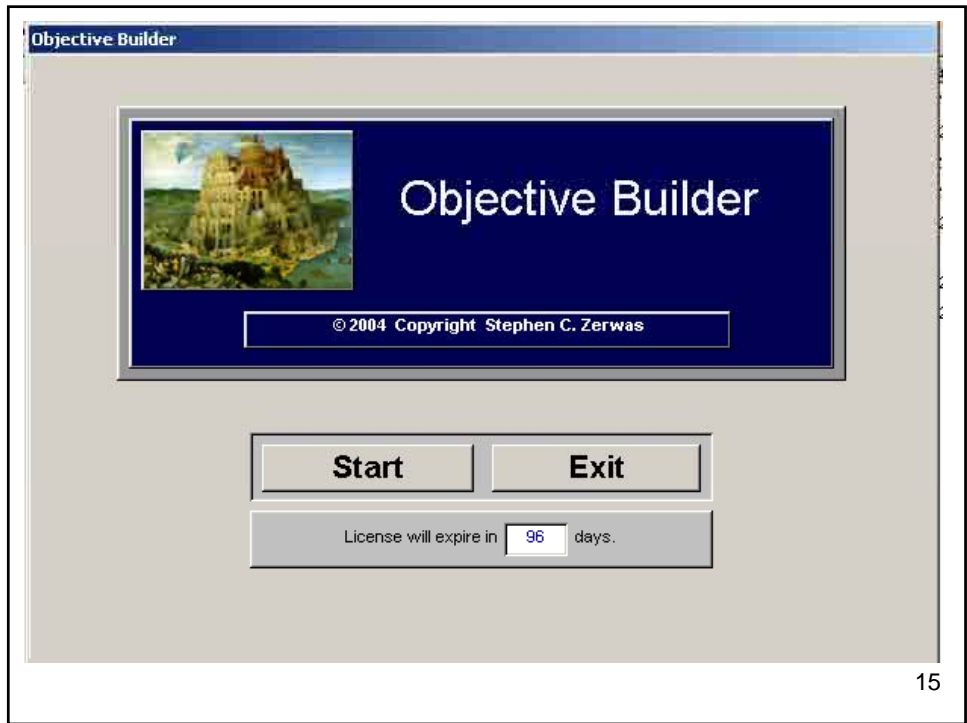 Objective Builder
Objective Builder
© 2004 Copyright Stephen C. Zerwas
Start Exit
License will expire in 96 days.
15